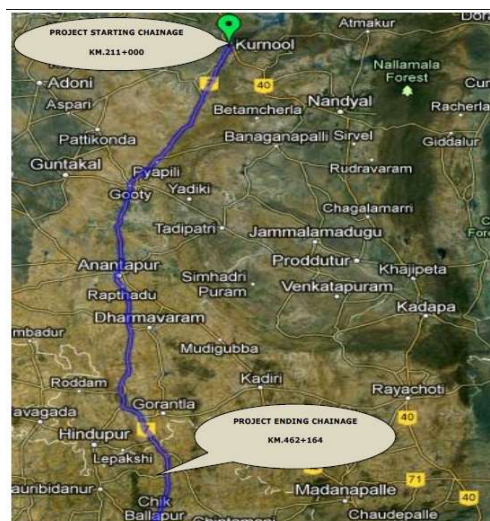 PROJECT STARTING CHAINAGE
KM.211+000
Atmakur
Kurnool
Nallamala
Forest
Adoni
40
Aspari
Betamcherla
Nandyal
Racherla
Pattikonda
Banaganapalli
Sirvel
Giddalur
Guntakal
Pyapili
Rudravaram
Gooty
Yadiki
Chagalamarri
Tadipatri
Jammalamadugu
Anantapur
Proddutur
Khajipeta
Simhadri
Puram
Rapthadu
Venkatapuram
Kadapa
Dharmavaram
Mudigubba
Roddam
Kadiri
Rayachoti
avagada
Gorantla
40
PROJECT ENDING CHAINAGE
KM.462+164
Hindupur
Lepakshi
71
auribidanur
Madanapalle
40
Chik
Ballapur
Chaudepalle